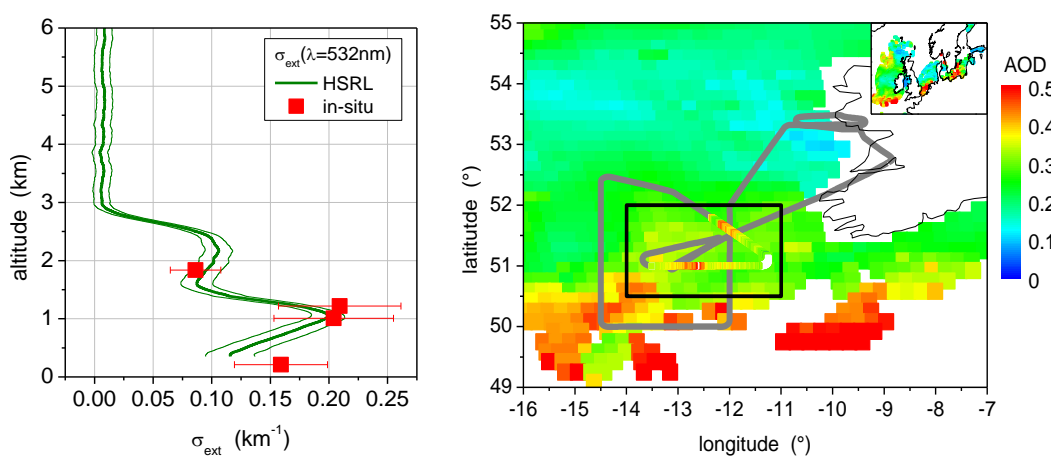 σext(λ=532nm)
HSRL
in-situ
6
5
4
3
2
1
0
altitude (km)
0.00 0.05 0.10 0.15 0.20 0.25
σext (km-1)
55
54
53
52
51
50
49
latitutde (°)
-16 -15 -14 -13 -12 -11 -10 -9 -8 -7
longitude (°)
AOD
0.5
0.4
0.3
0.2
0.1
0